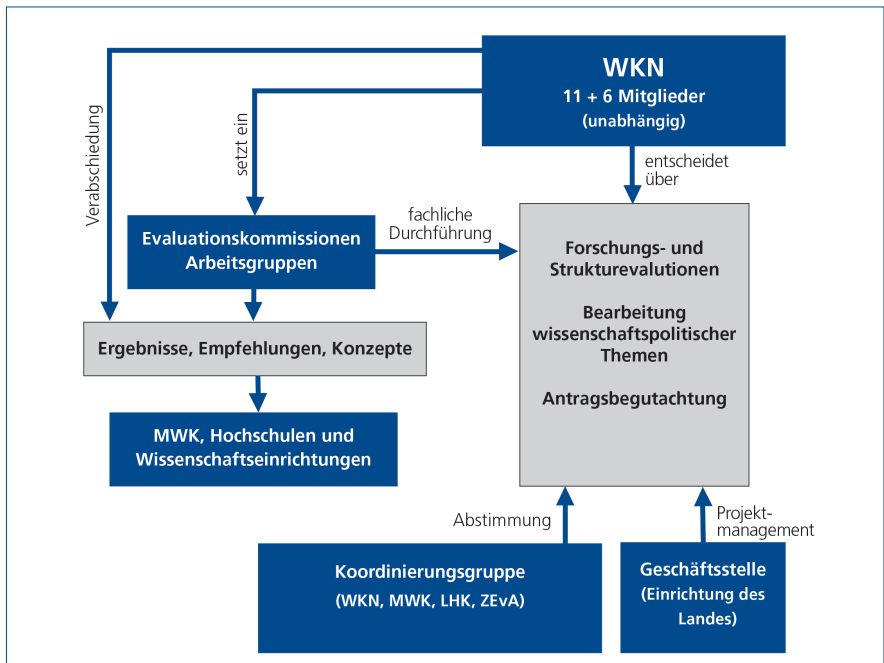 WKN
11 + 6 Mitglieder
(unabhängig)
Verabschiedung
setzt ein
entscheidet
über
Evaluationskommissionen
Arbeitsgruppen
fachliche
Durchführung
Forschungs- und
Strukturevalutionen
Bearbeitung
wissenschaftspolitischer
Themen
Antragsbegutachtung
Ergebnisse, Empfehlungen, Konzepte
MWK, Hochschulen und
Wissenschaftseinrichtungen
Abstimmung
Projekt-
management
Koordinierungsgruppe
(WKN, MWK, LHK, ZEvA)
Geschäftsstelle
(Einrichtung des
Landes)